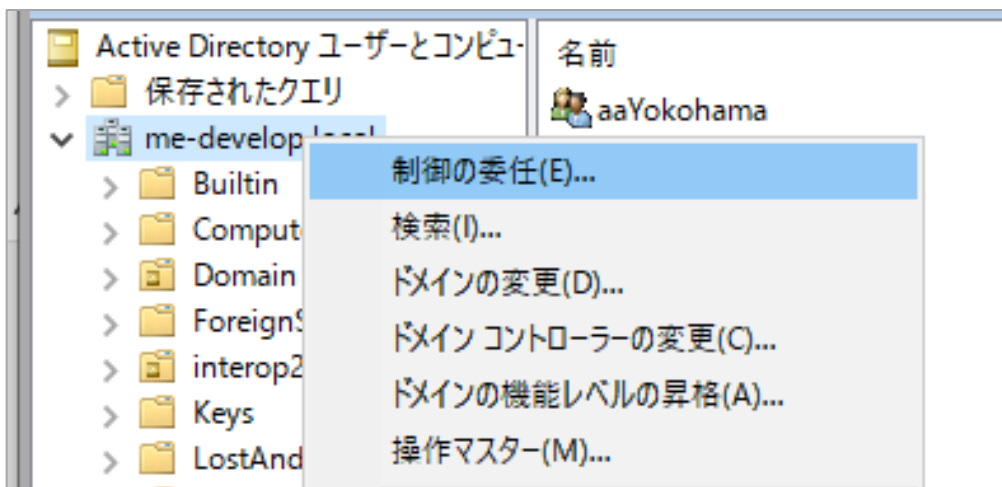 Active Directory ユーザーとコンピュ
名前
保存されたクエリ
aaYokohama
me-develop.local
制御の委任(E)...
Builtin
検索(I)...
Comput
ドメインの変更(D)...
Domain
ドメイン コントローラーの変更(C)...
ForeignS
interop2
ドメインの機能レベルの昇格(A)...
Keys
操作マスター(M)...
LostAnd